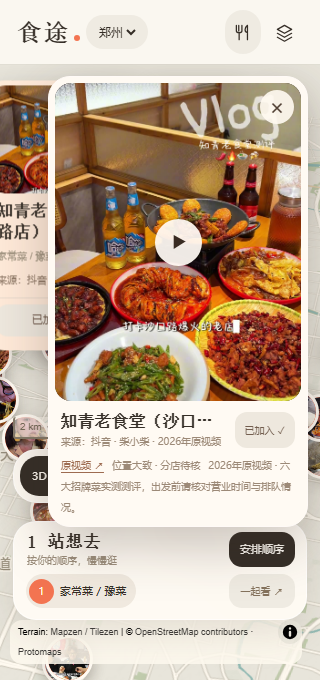 食途
郑州
Vlog
知青老
路店）
家常菜 / 豫
来源：抖音
已加
打卡沙口路烟火的老店
知青老食堂（沙口…
来源：抖音 · 柴小柴 · 2026年原视频
已加入 ✓
原视频 ↗ 位置大致 · 分店待核 2026年原视频 · 六
大招牌菜实测测评，出发前请核对营业时间与排队情
况。
2 km
3D
1 站想去
按你的顺序，慢慢逛
安排顺序
1 家常菜 / 豫菜
一起看 ↗
道
Terrain: Mapzen / Tilezen | © OpenStreetMap contributors ·
Protomaps